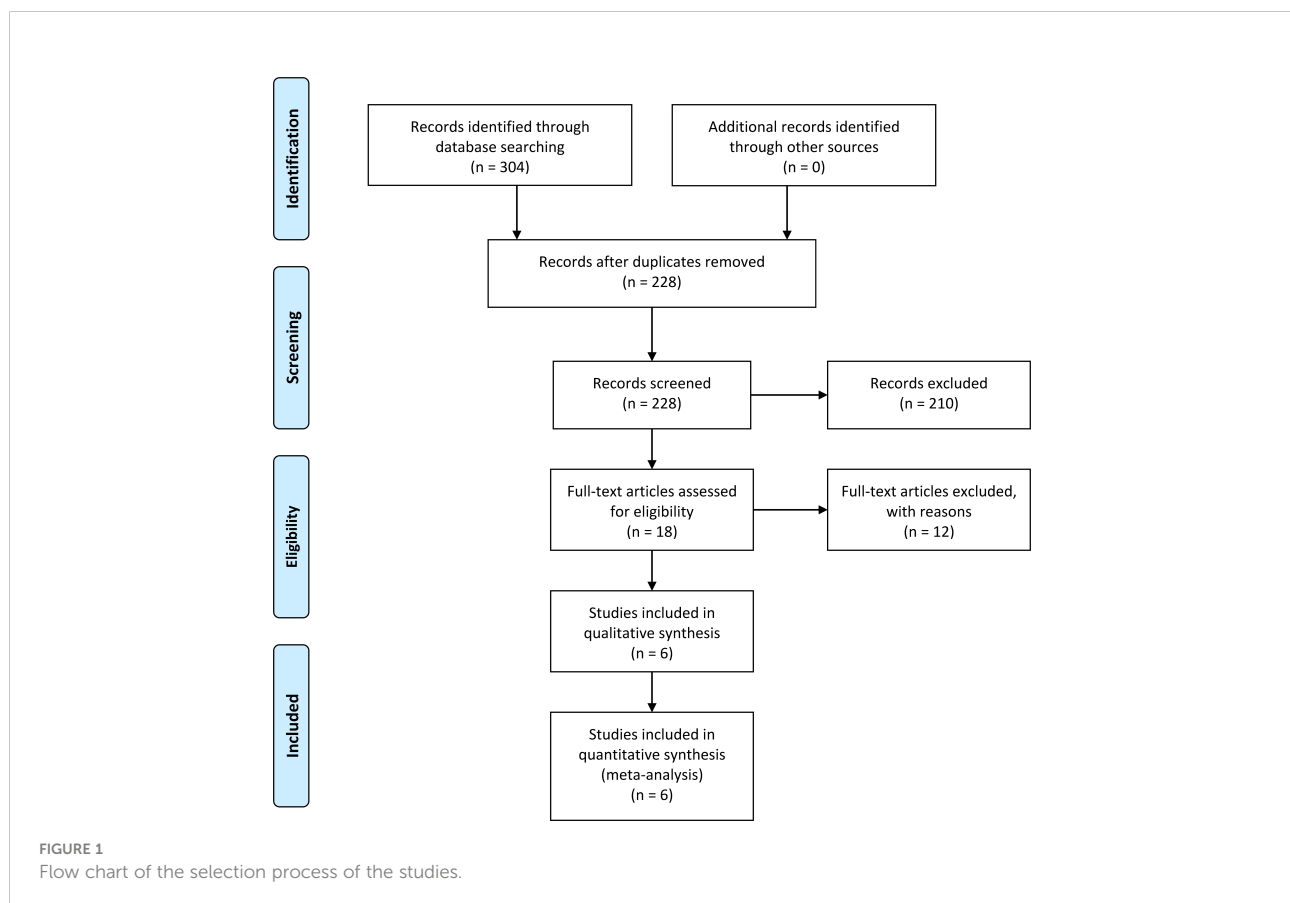 Identification
Records identified through
database searching
(n = 304)
Additional records identified
through other sources
(n = 0)
Records after duplicates removed
(n = 228)
Screening
Records screened
(n = 228)
Records excluded
(n = 210)
Eligibility
Full-text articles assessed
for eligibility
(n = 18)
Full-text articles excluded,
with reasons
(n = 12)
Studies included in
qualitative synthesis
(n = 6)
Included
Studies included in
quantitative synthesis
(meta-analysis)
(n = 6)
FIGURE 1
Flow chart of the selection process of the studies.